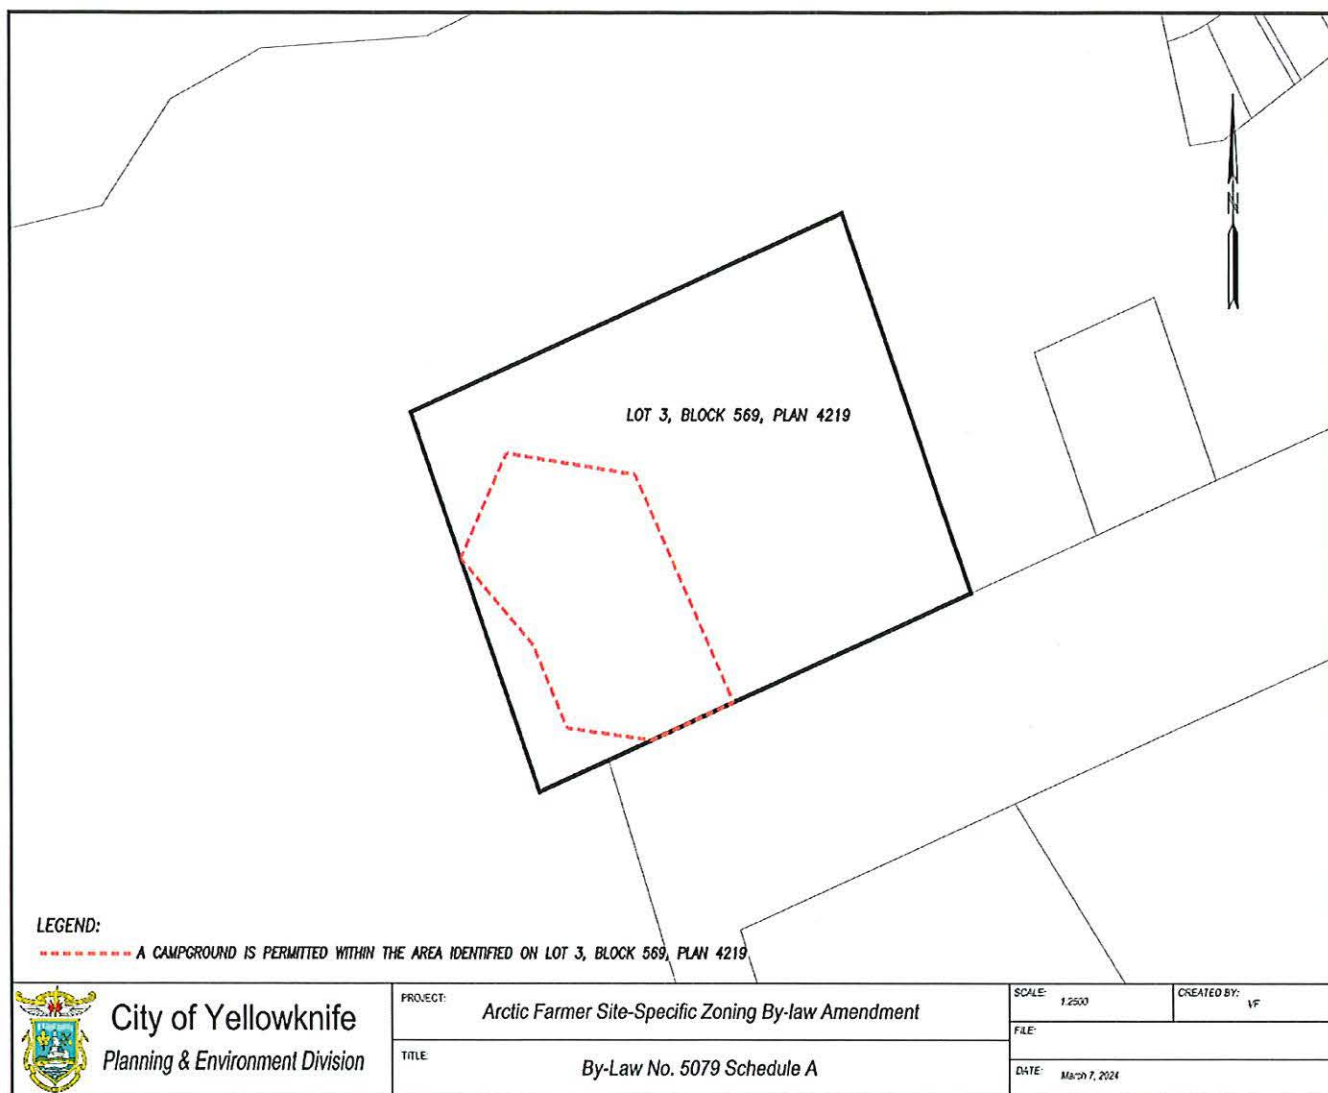 N
LOT 3, BLOCK 569, PLAN 4219
LEGEND:
A CAMPGROUND IS PERMITTED WITHIN THE AREA IDENTIFIED ON LOT 3, BLOCK 569, PLAN 4219
City of Yellowknife
Planning & Environment Division
PROJECT:
Arctic Farmer Site-Specific Zoning By-law Amendment
TITLE:
By-Law No. 5079 Schedule A
SCALE:
1:2500
CREATED BY:
VF
FILE:
DATE:
March 7, 2024